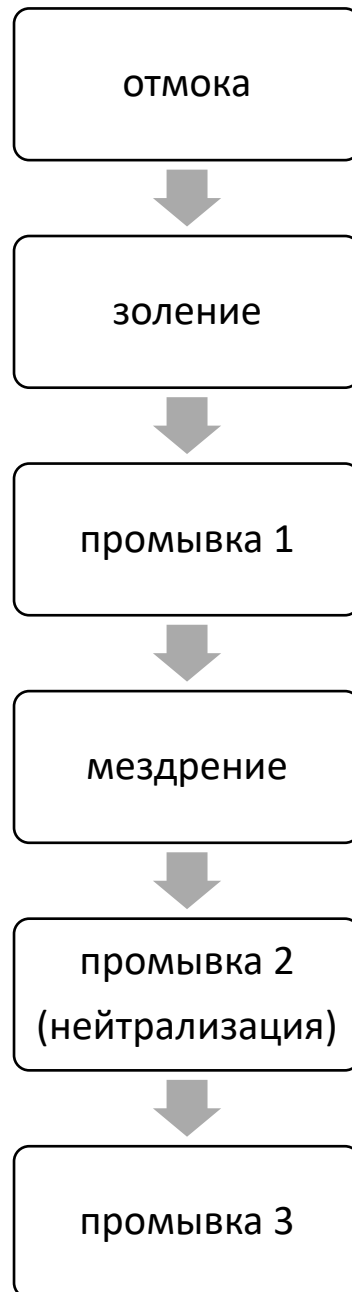 отмока
золение
промывка 1
мездрение
промывка 2
(нейтрализация)
промывка 3